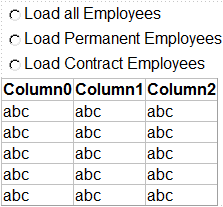 Load all Employees
Load Permanent Employees
Load Contract Employees
Column0 Column1 Column2
abc abc abc
abc abc abc
abc abc abc
abc abc abc
abc abc abc